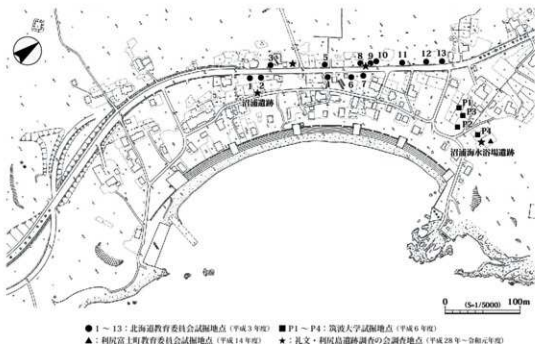 5
8
9
10
11
12
13
1
2
4
6
P1
P3
P2
P4
沼浦遺跡
沼浦海水浴場遺跡
0 (S=1/5000) 100m
●1～13：北海道教育委員会試掘地点（平成3年度） ■P1～P4：筑波大学試掘地点（平成6年度）
▲：利尻富士町教育委員会試掘地点（平成14年度） ★：礼文・利尻島遺跡調査の会調査地点（平成28年～令和元年度）